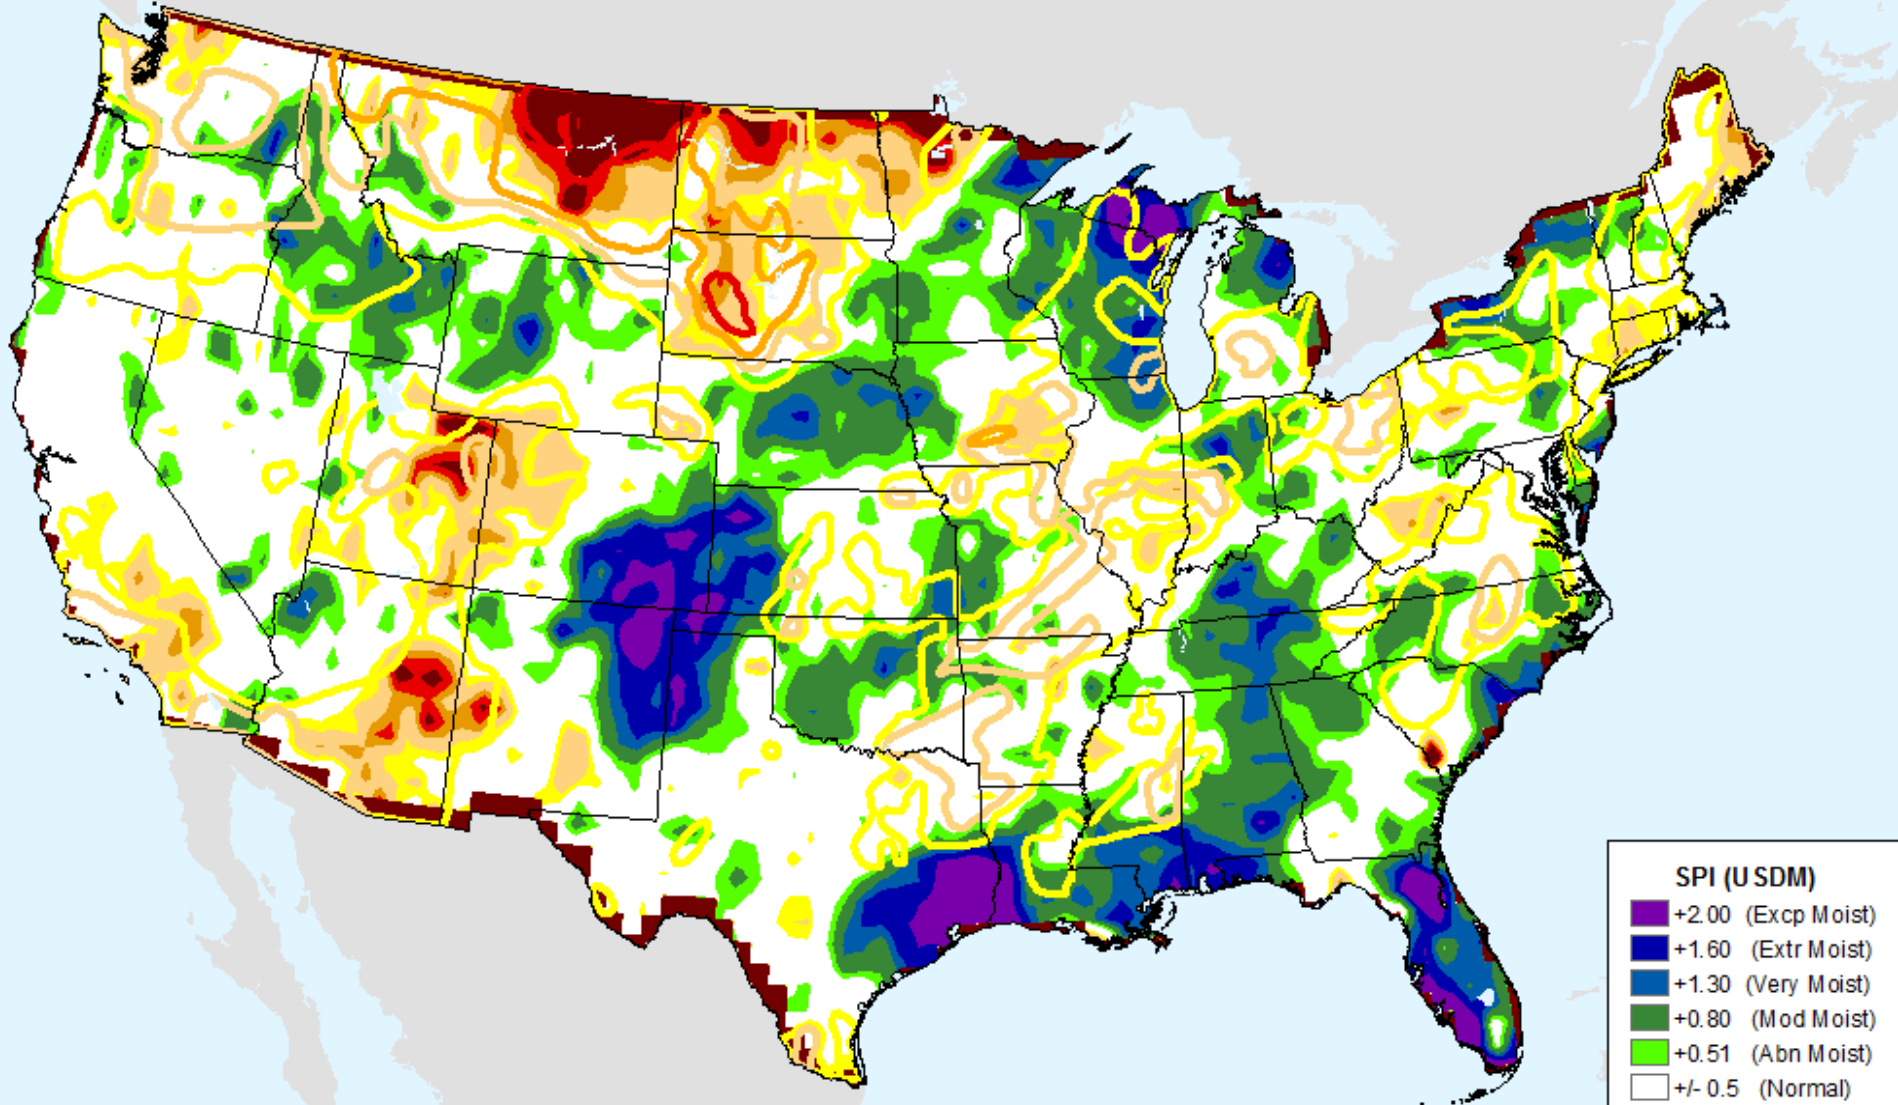 SPI (USDM)
+2.00 (Excp Moist)
+1.60 (Extr Moist)
+1.30 (Very Moist)
+0.80 (Mod Moist)
+0.51 (Abn Moist)
+/- 0.5 (Normal)